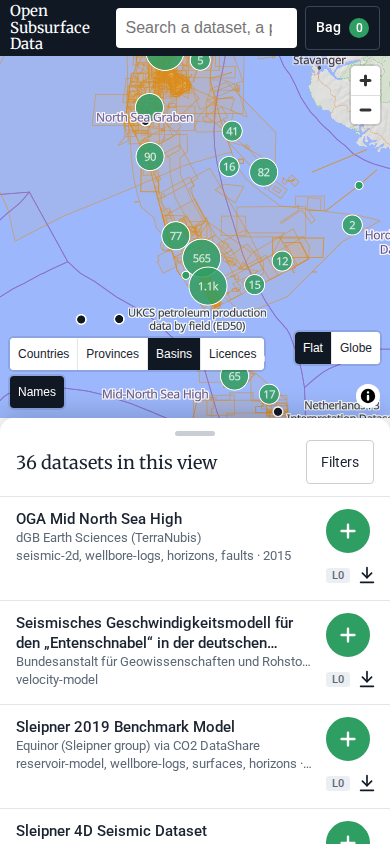 Open
Subsurface
Data
Search a dataset, a p
Bag 0
5
Stavanger
North Sea Graben
41
90
16
82
2
77
565
12
1.1k
15
UKCS petroleum production
data by field (ED50)
Countries
Provinces
Basins
Licences
Flat
Globe
65
Names
Mid-North Sea High
17
36 datasets in this view
Filters
OGA Mid North Sea High
dGB Earth Sciences (TerraNubis)
seismic-2d, wellbore-logs, horizons, faults · 2015
L0
Seismisches Geschwindigkeitsmodell für
den „Entenschnabel“ in der deutschen…
Bundesanstalt für Geowissenschaften und Rohsto…
velocity-model
L0
Sleipner 2019 Benchmark Model
Equinor (Sleipner group) via CO2 DataShare
reservoir-model, wellbore-logs, surfaces, horizons ·…
L0
Sleipner 4D Seismic Dataset